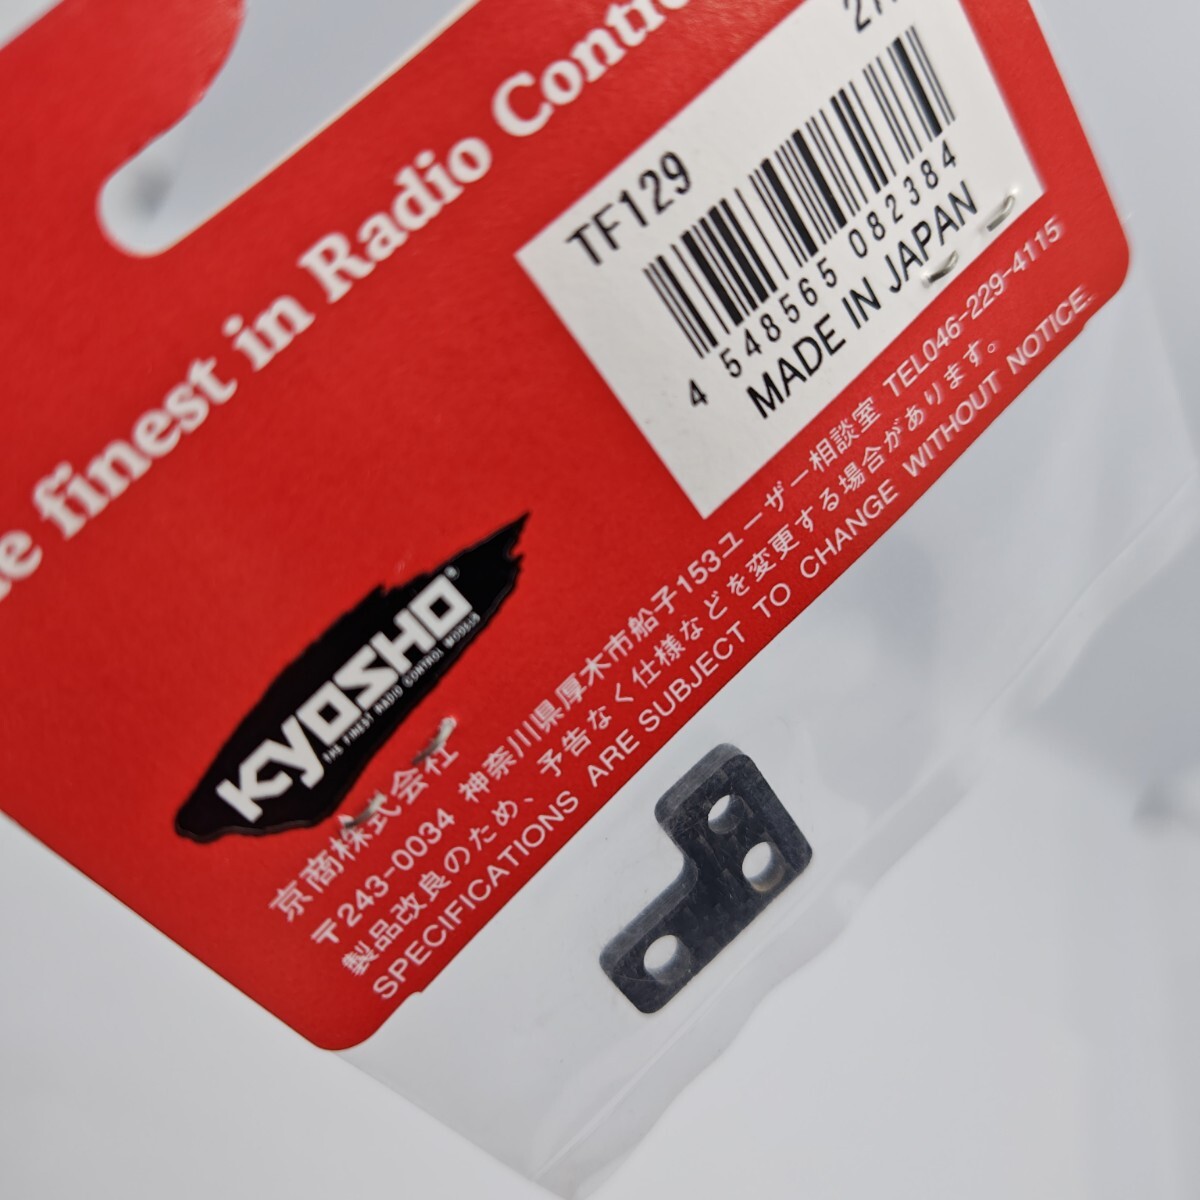 finest in Radio
TF129
4 548565 082384
MADE IN JAPAN
KYOSHO
THE FINEST RADIO CONTROL MODELS
京商株式会社
〒243-0034 神奈川県厚木市船子153ユーザー相談室 TEL046-229-4115
製品改良のため、予告なく仕様などを変更する場合があります。
SPECIFICATIONS ARE SUBJECT TO CHANGE WITHOUT NOTICE.